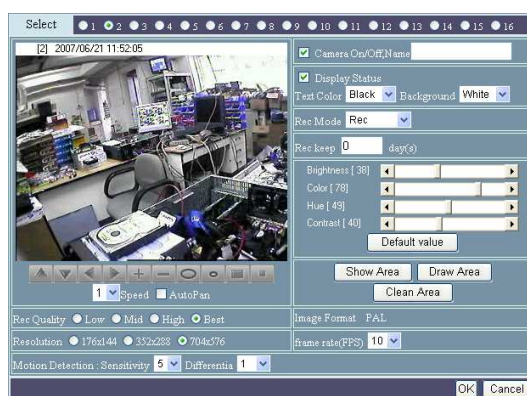 Select 1 2 3 4 5 6 7 8 9 10 11 12 13 14 15 16
[2] 2007/06/21 11:52:05
Camera On/Off,Name
Display Status
Text Color Black Background White
Rec Mode Rec
Rec keep 0 day(s)
Brightness [ 38]
Color [ 78]
Hue [ 49]
Contrast [ 40]
Default value
Show Area Draw Area
Clean Area
1 Speed AutoPan
Rec Quality Low Mid High Best
Image Format PAL
Resolution 176x144 352x288 704x576
frame rate(FPS) 10
Motion Detection : Sensitivity 5 Differentia 1
OK Cancel